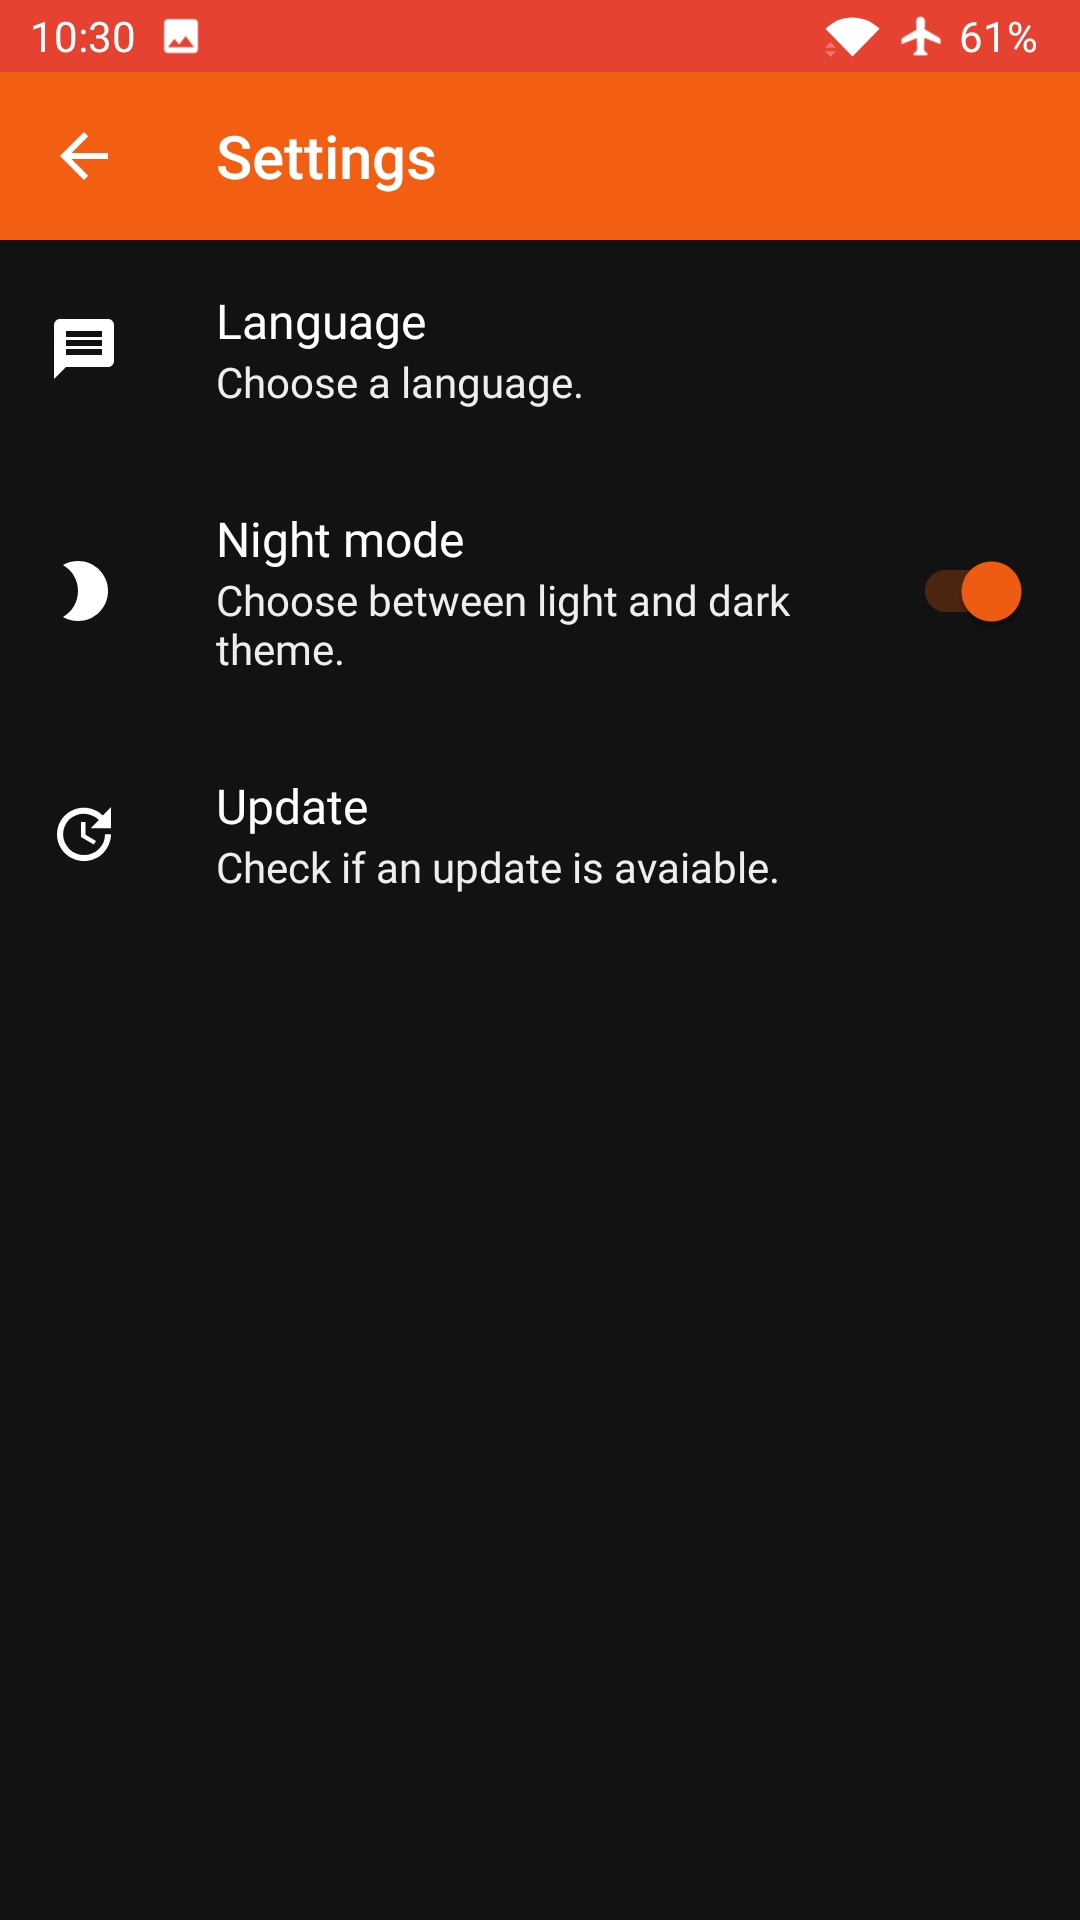 10:30 61%
Settings
Language
Choose a language.
Night mode
Choose between light and dark
theme.
Update
Check if an update is avaiable.